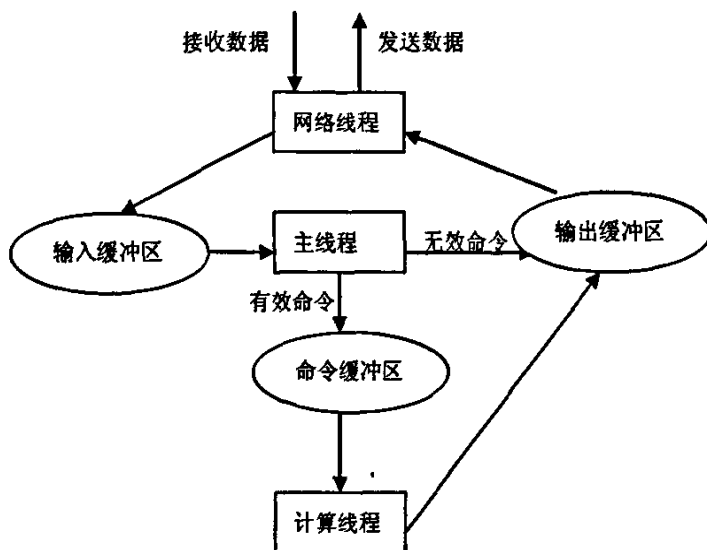 接收数据
发送数据
网络线程
输入缓冲区
主线程
无效命令
输出缓冲区
有效命令
命令缓冲区
计算线程